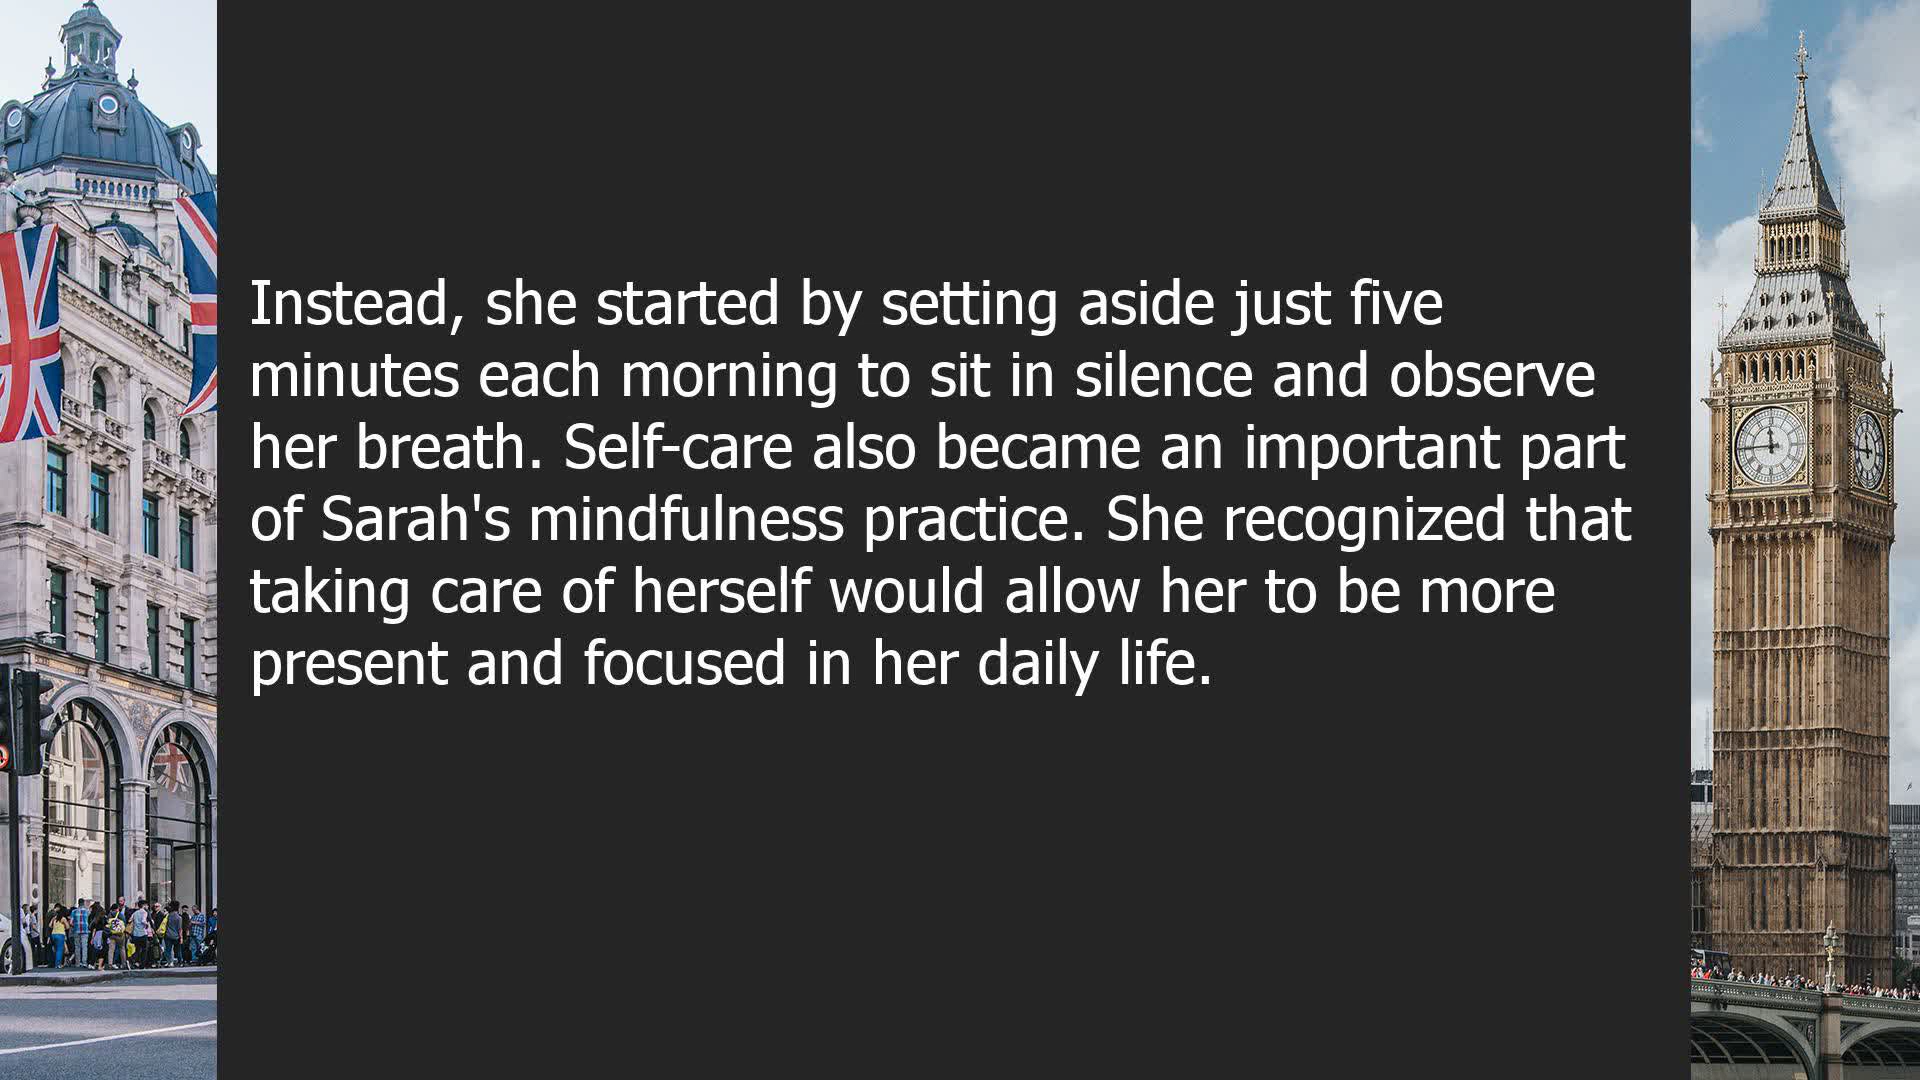 Instead, she started by setting aside just five
minutes each morning to sit in silence and observe
her breath. Self-care also became an important part
of Sarah's mindfulness practice. She recognized that
taking care of herself would allow her to be more
present and focused in her daily life.